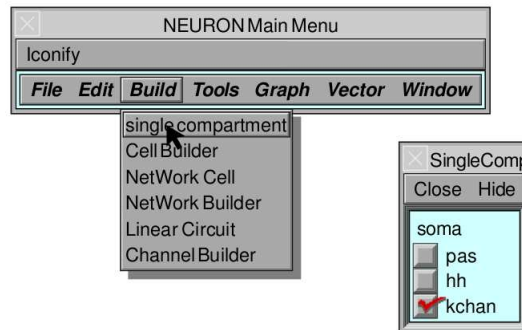 NEURON Main Menu
Iconify
File Edit Build Tools Graph Vector Window
single compartment
Cell Builder
NetWork Cell
NetWork Builder
Linear Circuit
Channel Builder
SingleComp
Close Hide
soma
pas
hh
kchan